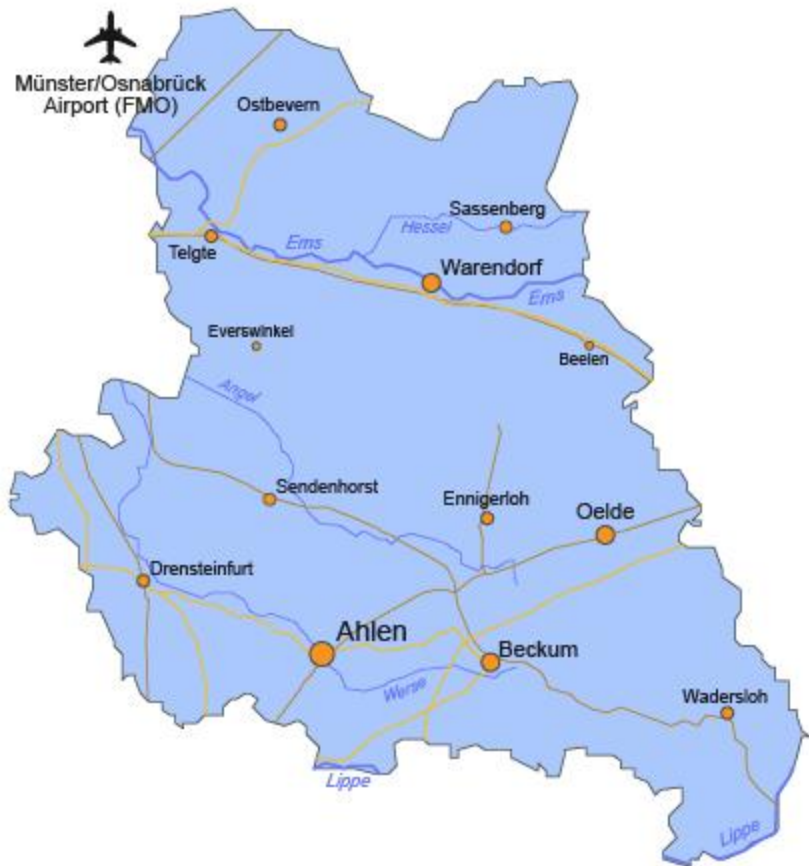 Münster/Osnabrück
Airport (FMO)
Ostbevern
Sassenberg
Hessel
Ems
Telgte
Warendorf
Ems
Everswinkel
Beelen
Angel
Sendenhorst
Ennigerloh
Oelde
Drensteinfurt
Ahlen
Beckum
Werse
Wadersloh
Lippe
Lippe